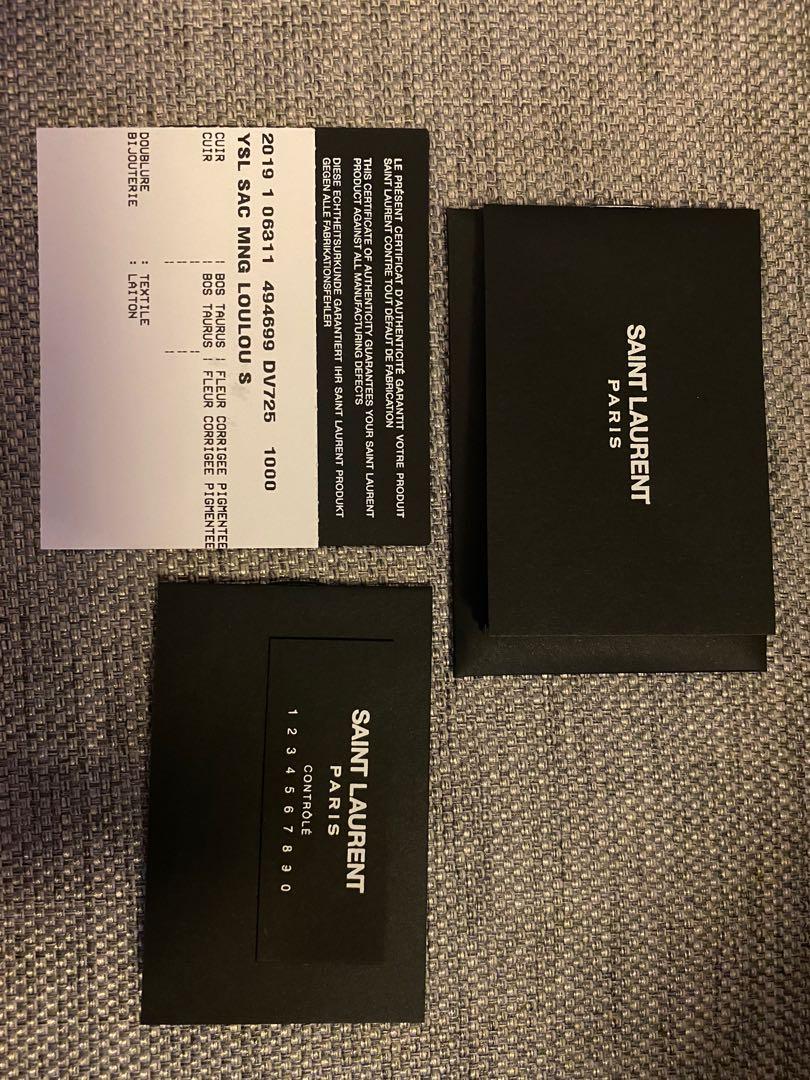 LE PRÉSENT CERTIFICAT D'AUTHENTICITÉ GARANTIT VOTRE PRODUIT
SAINT LAURENT CONTRE TOUT DÉFAUT DE FABRICATION
THIS CERTIFICATE OF AUTHENTICITY GUARANTEES YOUR SAINT LAURENT
PRODUCT AGAINST ALL MANUFACTURING DEFECTS
DIESE ECHTHEITSURKUNDE GARANTIERT IHR SAINT LAURENT PRODUKT
GEGEN ALLE FABRIKATIONSFEHLER
2019 1 06311 494699 DV725 1000
YSL SAC MNG LOULOU S
CUIR | BOS TAURUS | FLEUR CORRIGEE PIGMENTEE
CUIR | BOS TAURUS | FLEUR CORRIGEE PIGMENTEE
DOUBLURE : TEXTILE
BIJOUTERIE : LAITON
SAINT LAURENT
PARIS
SAINT LAURENT
PARIS
CONTRÔLÉ
1 2 3 4 5 6 7 8 9 0